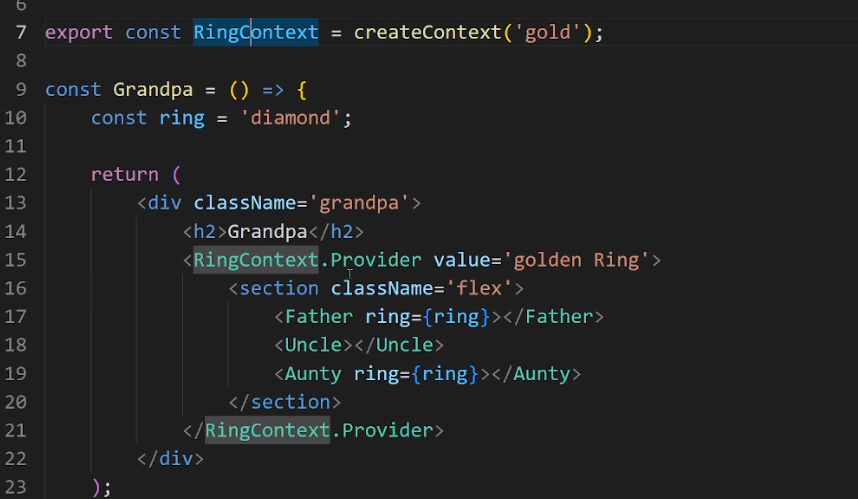 6
7 export const RingContext = createContext('gold');
8
9 const Grandpa = () => {
10 const ring = 'diamond';
11
12 return (
13 <div className='grandpa'>
14 <h2>Grandpa</h2>
15 <RingContext.Provider value='golden Ring'>
16 <section className='flex'>
17 <Father ring={ring}></Father>
18 <Uncle></Uncle>
19 <Aunty ring={ring}></Aunty>
20 </section>
21 </RingContext.Provider>
22 </div>
23 );